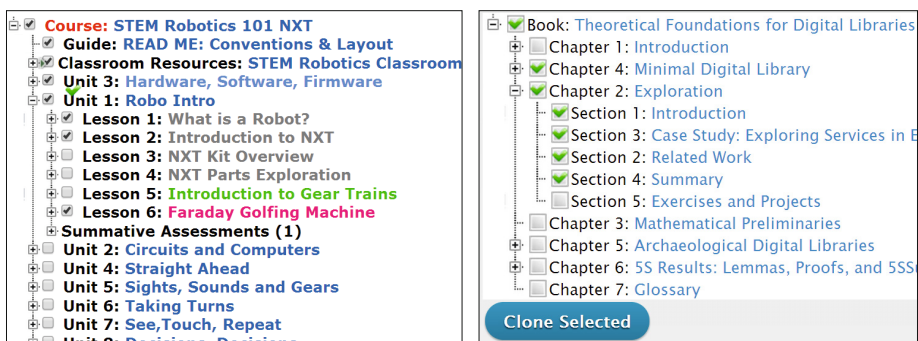 Course: STEM Robotics 101 NXT
Guide: READ ME: Conventions & Layout
Classroom Resources: STEM Robotics Classroom
Unit 3: Hardware, Software, Firmware
Unit 1: Robo Intro
Lesson 1: What is a Robot?
Lesson 2: Introduction to NXT
Lesson 3: NXT Kit Overview
Lesson 4: NXT Parts Exploration
Lesson 5: Introduction to Gear Trains
Lesson 6: Faraday Golfing Machine
Summative Assessments (1)
Unit 2: Circuits and Computers
Unit 4: Straight Ahead
Unit 5: Sights, Sounds and Gears
Unit 6: Taking Turns
Unit 7: See,Touch, Repeat
Unit 8: Decisions, Decisions
Book: Theoretical Foundations for Digital Libraries
Chapter 1: Introduction
Chapter 4: Minimal Digital Library
Chapter 2: Exploration
Section 1: Introduction
Section 3: Case Study: Exploring Services in
Section 2: Related Work
Section 4: Summary
Section 5: Exercises and Projects
Chapter 3: Mathematical Preliminaries
Chapter 5: Archaeological Digital Libraries
Chapter 6: 5S Results: Lemmas, Proofs, and
Chapter 7: Glossary
Clone Selected